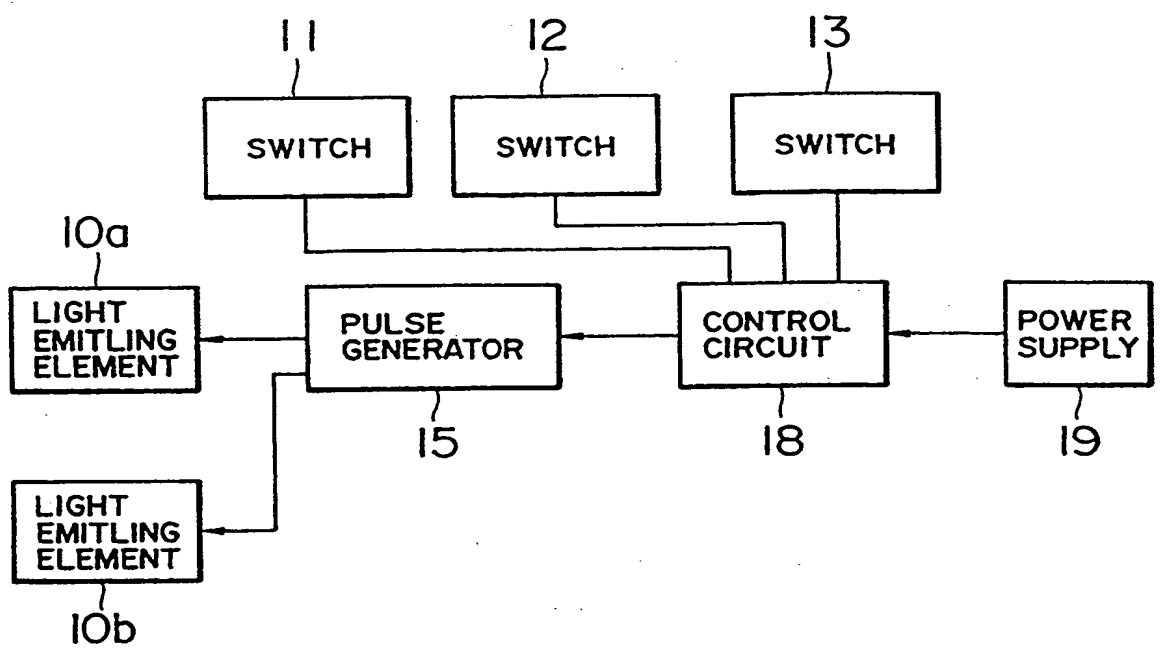 11
12
13
SWITCH
SWITCH
SWITCH
10a
LIGHT
EMITLING
ELEMENT
PULSE
GENERATOR
CONTROL
CIRCUIT
POWER
SUPPLY
15
18
19
LIGHT
EMITLING
ELEMENT
10b